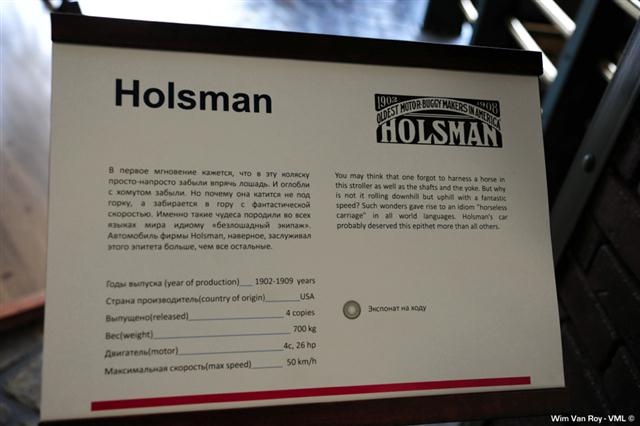 Holsman
1902 1908
OLDEST MOTOR-BUGGY MAKERS IN AMERICA
HOLSMAN
В первое мгновение кажется, что в эту коляску
просто-напросто забыли впрячь лошадь. И оглобли
с хомутом забыли. Но почему она катится не под
горку, а забирается в гору с фантастической
скоростью. Именно такие чудеса породили во всех
языках мира идиому «безлошадный экипаж».
Автомобиль фирмы Holsman, наверное, заслуживал
этого эпитета больше, чем все остальные.
You may think that one forgot to harness a horse in
this stroller as well as the shafts and the yoke. But why
is not it rolling downhill but uphill with a fantastic
speed? Such wonders gave rise to an idiom "horseless
carriage" in all world languages. Holsman's car
probably deserved this epithet more than all others.
Годы выпуска (year of production)___ 1902-1909 years
Страна производитель(country of origin)________USA
Выпущено(released)______________________ 4 copies
Вес(weight)______________________________ 700 kg
Двигатель(motor)_______________________ 4c, 26 hp
Максимальная скорость(max speed)_______ 50 km/h
Экспонат на ходу
Wim Van Roy - VML ©